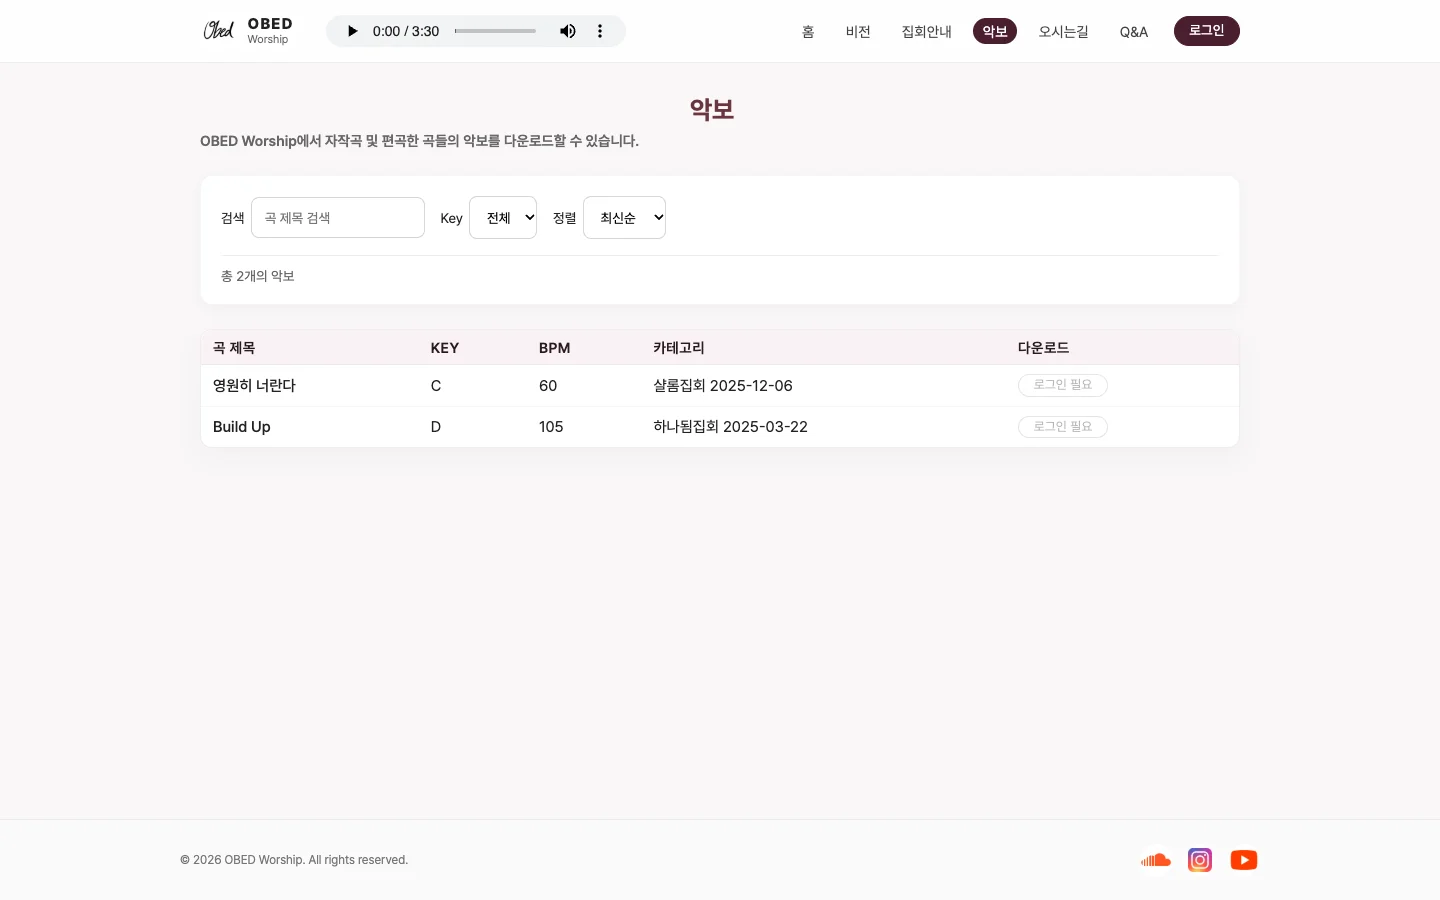 Obed
OBED
Worship
0:00 / 3:30
홈
비전
집회안내
악보
오시는길
Q&A
로그인
악보
OBED Worship에서 자작곡 및 편곡한 곡들의 악보를 다운로드할 수 있습니다.
검색 곡 제목 검색 Key 전체 정렬 최신순
총 2개의 악보
곡 제목 KEY BPM 카테고리 다운로드
영원히 너란다 C 60 샬롬집회 2025-12-06 로그인 필요
Build Up D 105 하나됨집회 2025-03-22 로그인 필요
© 2026 OBED Worship. All rights reserved.